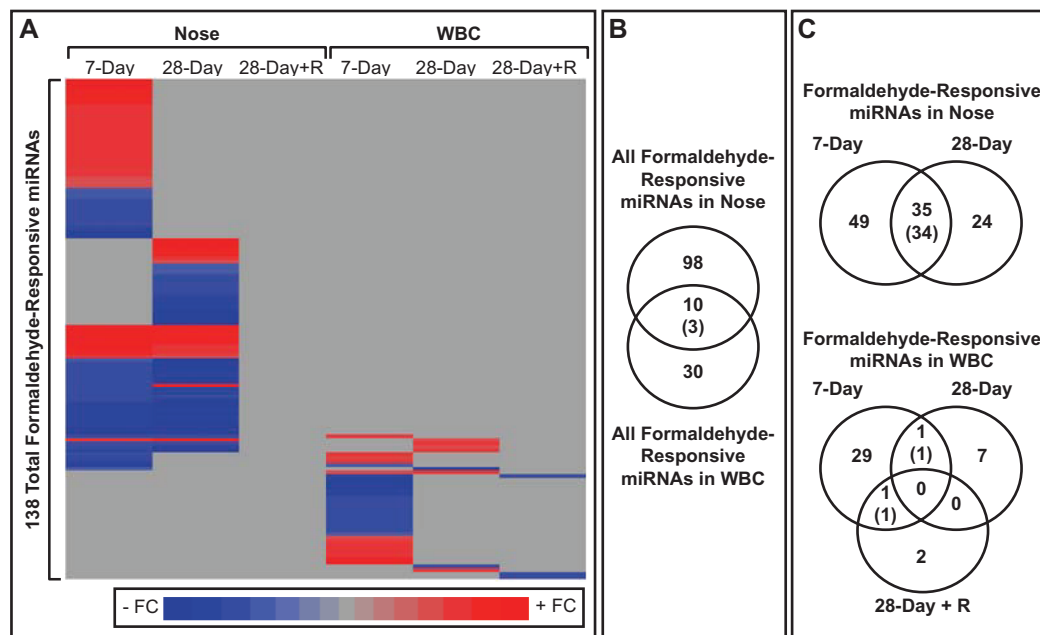 A
Nose
WBC
7-Day
28-Day
28-Day+R
7-Day
28-Day
28-Day+R
138 Total Formaldehyde-Responsive miRNAs
- FC
+ FC
B
All Formaldehyde-
Responsive
miRNAs in Nose
98
10
(3)
30
All Formaldehyde-
Responsive
miRNAs in WBC
C
Formaldehyde-Responsive
miRNAs in Nose
7-Day
28-Day
49
35
(34)
24
Formaldehyde-Responsive
miRNAs in WBC
7-Day
28-Day
29
1
(1)
7
1
(1)
0
0
2
28-Day + R